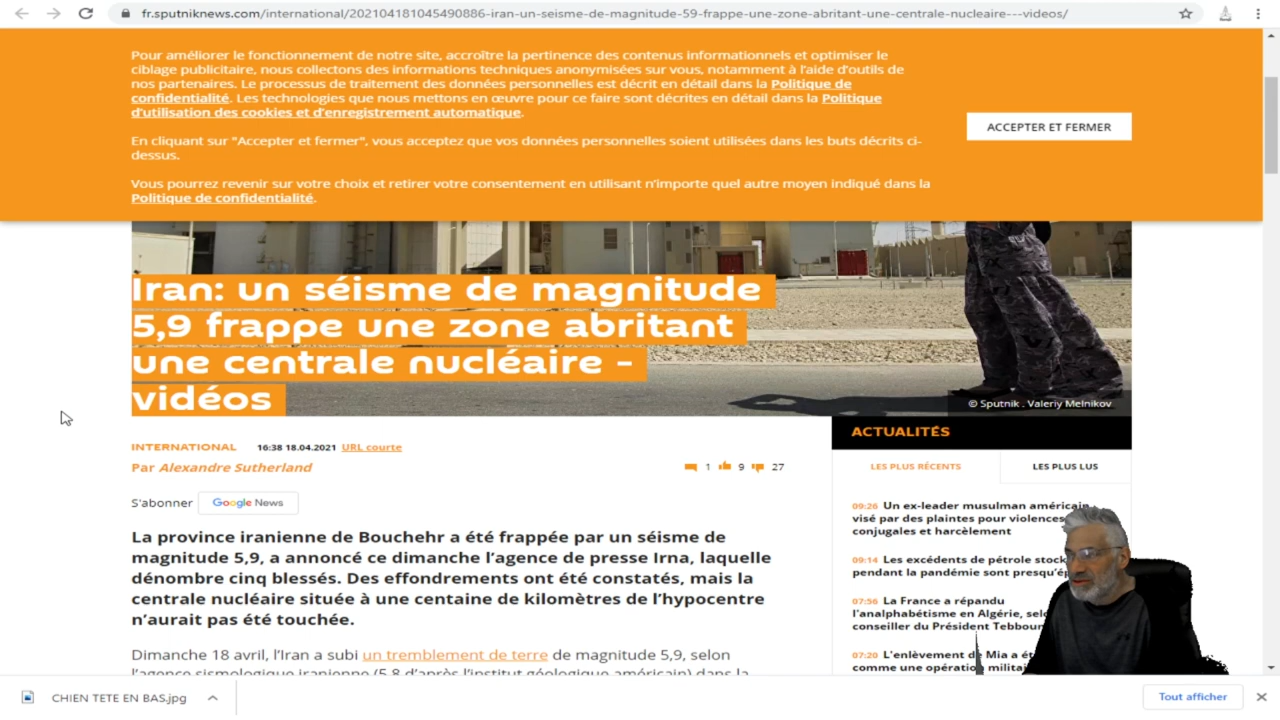 fr.sputniknews.com/international/202104181045490886-iran-un-seisme-de-magnitude-59-frappe-une-zone-abritant-une-centrale-nucleaire---videos/
Pour améliorer le fonctionnement de notre site, accroître la pertinence des contenus informationnels et optimiser le
ciblage publicitaire, nous collectons des informations techniques anonymisées sur vous, notamment à l'aide d'outils de
nos partenaires. Le processus de traitement des données personnelles est décrit en détail dans la Politique de
confidentialité. Les technologies que nous mettons en œuvre pour ce faire sont décrites en détail dans la Politique
d'utilisation des cookies et d'enregistrement automatique.
En cliquant sur "Accepter et fermer", vous acceptez que vos données personnelles soient utilisées dans les buts décrits ci-
dessus.
Vous pourrez revenir sur votre choix et retirer votre consentement en utilisant n'importe quel autre moyen indiqué dans la
Politique de confidentialité.
ACCEPTER ET FERMER
Iran: un séisme de magnitude
5,9 frappe une zone abritant
une centrale nucléaire -
vidéos
© Sputnik . Valeriy Melnikov
INTERNATIONAL 16:38 18.04.2021 URL courte
Par Alexandre Sutherland
1 9 27
S'abonner Google News
La province iranienne de Bouchehr a été frappée par un séisme de
magnitude 5,9, a annoncé ce dimanche l'agence de presse Irna, laquelle
dénombre cinq blessés. Des effondrements ont été constatés, mais la
centrale nucléaire située à une centaine de kilomètres de l'hypocentre
n'aurait pas été touchée.
Dimanche 18 avril, l'Iran a subi un tremblement de terre de magnitude 5,9, selon
l'agence sismologique iranienne (5,8 d'après l'institut géologique américain) dans la
ACTUALITÉS
LES PLUS RÉCENTS LES PLUS LUS
09:26 Un ex-leader musulman américain
visé par des plaintes pour violences
conjugales et harcèlement
09:14 Les excédents de pétrole
pendant la pandémie sont
07:56 La France a répandu
l'analphabétisme en Algérie,
conseiller du Président
07:20 L'enlèvement de Mia a
comme une opération
CHIEN TETE EN BAS.jpg
Tout afficher